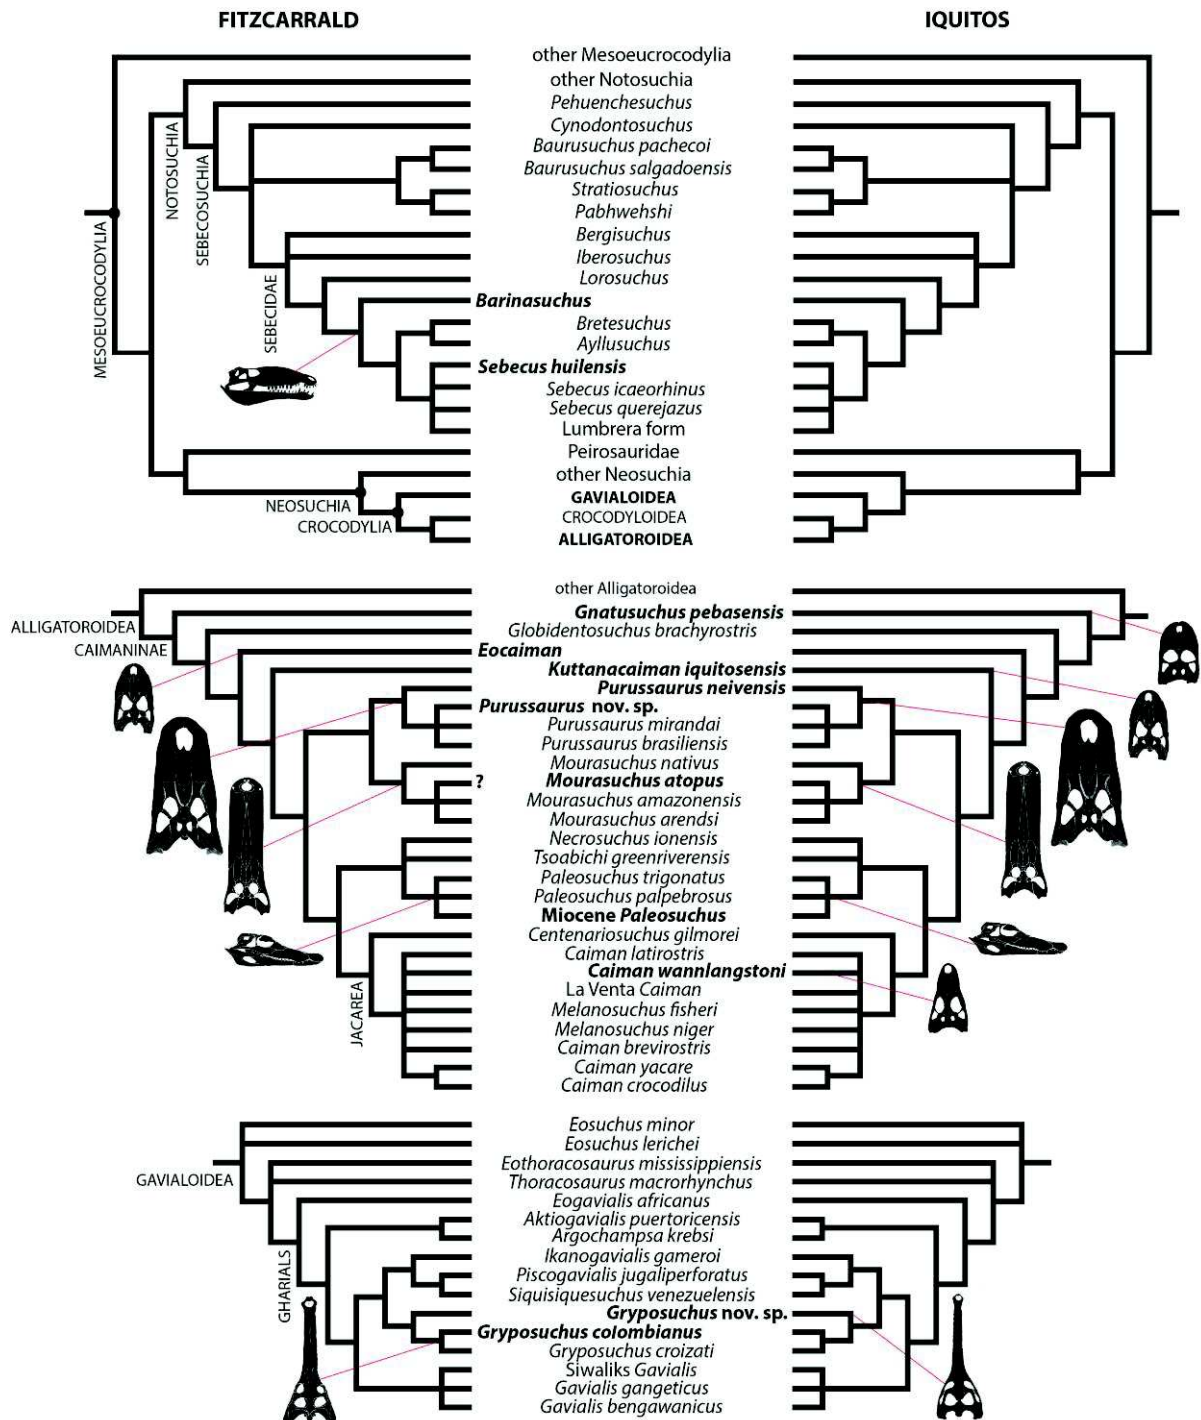 FITZCARRALD
IQUITOS
other Mesoeucrocodylia
other Notosuchia
Pehuenchesuchus
Cynodontosuchus
Baurusuchus pachecoi
Baurusuchus salgadoensis
Stratiosuchus
Pabhwehshi
Bergisuchus
Iberosuchus
Lorosuchus
Barinasuchus
Bretesuchus
Ayllusuchus
Sebecus huilensis
Sebecus icaeorhinus
Sebecus querejazus
Lumbrera form
Peirosauridae
other Neosuchia
GAVIALOIDEA
CROCODYLOIDEA
ALLIGATOROIDEA
MESOEUCROCODYLIA
NOTOSUCHIA
SEBECOSUCHIA
SEBECIDAE
NEOSUCHIA
CROCODYLIA
other Alligatoroidea
Gnatusuchus pebasensis
Globidentosuchus brachyrostris
Eocaiman
Kuttanacaiman iquitosensis
Purussaurus neivensis
Purussaurus nov. sp.
Purussaurus mirandai
Purussaurus brasiliensis
Mourasuchus nativus
? Mourasuchus atopus
Mourasuchus amazonensis
Mourasuchus arendsi
Necrosuchus ionensis
Tsoabichi greenriverensis
Paleosuchus trigonatus
Paleosuchus palpebrosus
Miocene Paleosuchus
Centenariosuchus gilmorei
Caiman latirostris
Caiman wannlangstoni
La Venta Caiman
Melanosuchus fisheri
Melanosuchus niger
Caiman brevirostris
Caiman yacare
Caiman crocodilus
ALLIGATOROIDEA
CAIMANINAE
JACAREA
Eosuchus minor
Eosuchus lerichei
Eothoracosaurus mississippiensis
Thoracosaurus macrorhynchus
Eogavialis africanus
Aktiogavialis puertoricensis
Argochampsa krebsi
Ikanogavialis gameroi
Piscogavialis jugaliperforatus
Siquisiquesuchus venezuelensis
Gryposuchus nov. sp.
Gryposuchus colombianus
Gryposuchus croizati
Siwaliks Gavialis
Gavialis gangeticus
Gavialis bengawanicus
GAVIALOIDEA
GHARIALS